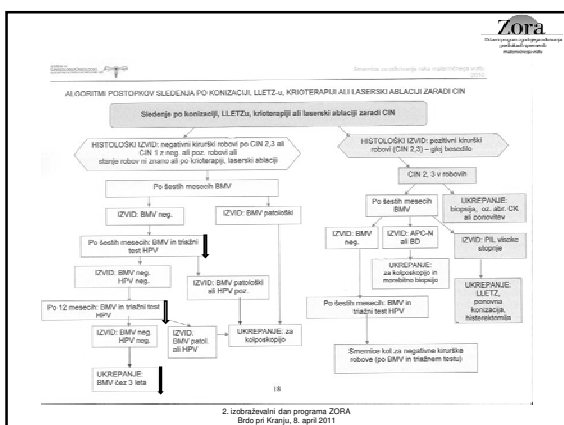 Zora
ALGORITMI POSTOPKOV SLEDENJA PO KONIZACIJI, LLETZ-u, KRIOTERAPIJI ALI LASERSKI ABLACIJI ZARADI CIN
Sledenje po konizaciji, LLETZu, krioterapiji ali laserski ablaciji zaradi CIN
HISTOLOŠKI IZVID: negativni kirurški robovi po CIN 2,3 ali
CIN 1 z neg. ali poz. robovi ali
stanje robov ni znano ali po krioterapiji, laserski ablaciji
HISTOLOŠKI IZVID: pozitivni kirurški
robovi (CIN 2,3) – glej besedilo
Po šestih mesecih BMV
IZVID: BMV neg.
IZVID: BMV patološki
Po šestih mesecih: BMV in triažni
test HPV
IZVID: BMV neg.
HPV neg.
IZVID: BMV patološki
ali HPV poz.
Po 12 mesecih: BMV in triažni test
HPV
IZVID: BMV neg.
HPV neg.
IZVID:
BMV patol.
ali HPV
UKREPANJE: za
kolposkopijo
UKREPANJE:
BMV čez 3 leta
CIN 2, 3 v robovih
Po šestih mesecih
BMV
UKREPANJE:
biopsija, oz. abr. CK
ali ponovitev
IZVID: BMV
neg.
IZVID: APC-N
ali BD
IZVID: PIL visoke
stopnje
UKREPANJE:
za kolposkopijo in
morebitno biopsijo
UKREPANJE:
LLETZ,
ponovna
konizacija,
histerektomija
Po šestih mesecih: BMV in
triažni test HPV
Smernice kot za negativne kirurške
robove (po BMV in triažnem testu)
18
2. izobraževalni dan programa ZORA
Brdo pri Kranju, 8. april 2011